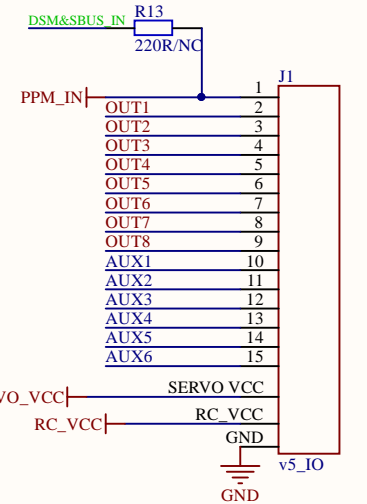 DSM&SBUS_IN
R13
220R/NC
J1
PPM_IN
1
OUT1
2
OUT2
3
OUT3
4
OUT4
5
OUT5
6
OUT6
7
OUT7
8
OUT8
9
AUX1
10
AUX2
11
AUX3
12
AUX4
13
AUX5
14
AUX6
15
VO_VCC
SERVO VCC
RC_VCC
RC_VCC
GND
v5_IO
GND